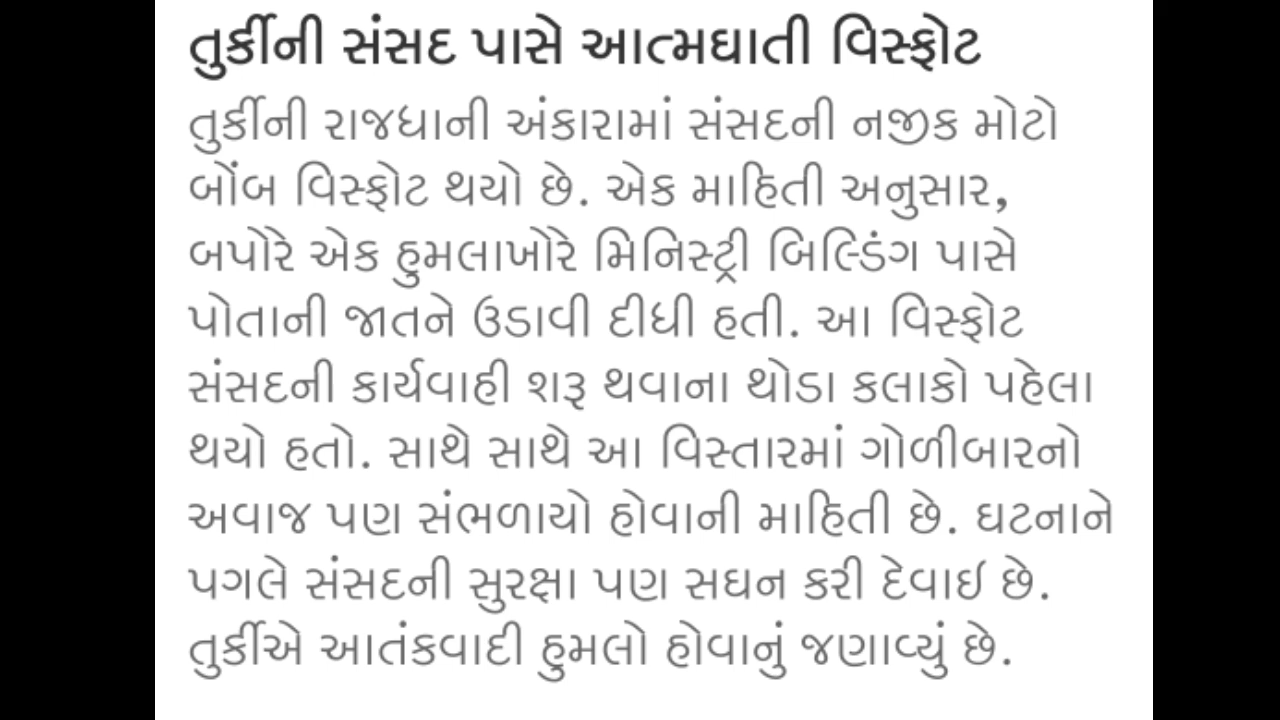 તુર્કીની સંસદ પાસે આત્મઘાતી વિસ્ફોટ
તુર્કીની રાજધાની અંકારામાં સંસદની નજીક મોટો
બોંબ વિસ્ફોટ થયો છે. એક માહિતી અનુસાર,
બપોરે એક હુમલાખોરે મિનિસ્ટ્રી બિલ્ડિંગ પાસે
પોતાની જાતને ઉડાવી દીધી હતી. આ વિસ્ફોટ
સંસદની કાર્યવાહી શરૂ થવાના થોડા કલાકો પહેલા
થયો હતો. સાથે સાથે આ વિસ્તારમાં ગોળીબારનો
અવાજ પણ સંભળાયો હોવાની માહિતી છે. ઘટનાને
પગલે સંસદની સુરક્ષા પણ સઘન કરી દેવાઇ છે.
તુર્કીએ આતંકવાદી હુમલો હોવાનું જણાવ્યું છે.